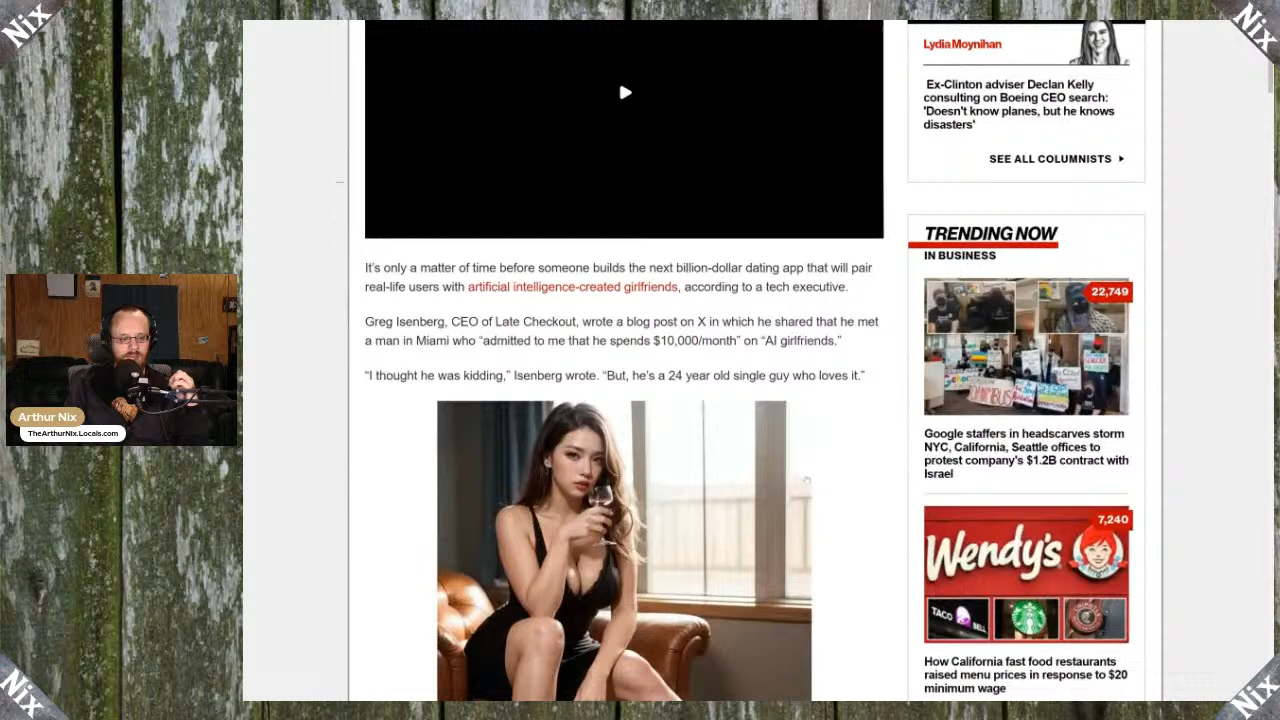 Nix
Nix
Lydia Moynihan
Ex-Clinton adviser Declan Kelly
consulting on Boeing CEO search:
'Doesn't know planes, but he knows
disasters'
SEE ALL COLUMNISTS
TRENDING NOW
IN BUSINESS
22,749
It's only a matter of time before someone builds the next billion-dollar dating app that will pair
real-life users with artificial intelligence-created girlfriends, according to a tech executive.
Greg Isenberg, CEO of Late Checkout, wrote a blog post on X in which he shared that he met
a man in Miami who “admitted to me that he spends $10,000/month” on “AI girlfriends.”
“I thought he was kidding,” Isenberg wrote. “But, he’s a 24 year old single guy who loves it.”
Arthur Nix
TheArthurNix.Locals.com
Google staffers in headscarves storm
NYC, California, Seattle offices to
protest company's $1.2B contract with
Israel
7,240
Wendy's
TACO
BELL
How California fast food restaurants
raised menu prices in response to $20
minimum wage
Nix
Nix